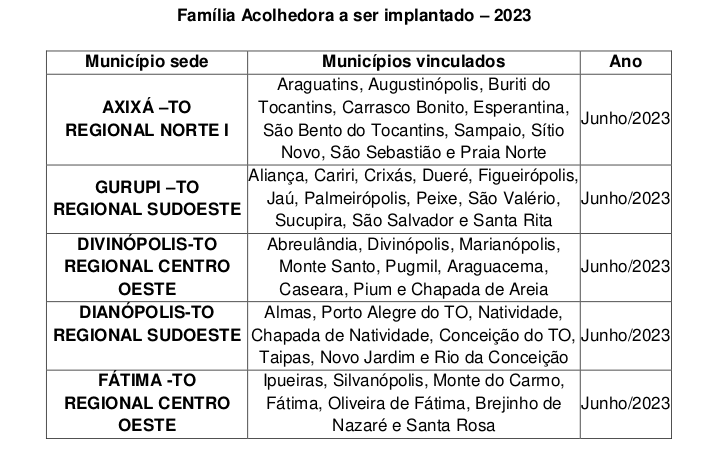 Família Acolhedora a ser implantado – 2023
Município sede Municípios vinculados Ano
AXIXÁ –TO
REGIONAL NORTE I
Araguatins, Augustinópolis, Buriti do
Tocantins, Carrasco Bonito, Esperantina,
São Bento do Tocantins, Sampaio, Sítio
Novo, São Sebastião e Praia Norte
Junho/2023
GURUPI –TO
REGIONAL SUDOESTE
Aliança, Cariri, Crixás, Dueré, Figueirópolis,
Jaú, Palmeirópolis, Peixe, São Valério,
Sucupira, São Salvador e Santa Rita
Junho/2023
DIVINÓPOLIS-TO
REGIONAL CENTRO
OESTE
Abreulândia, Divinópolis, Marianópolis,
Monte Santo, Pugmil, Araguacema,
Caseara, Pium e Chapada de Areia
Junho/2023
DIANÓPOLIS-TO
REGIONAL SUDOESTE
Almas, Porto Alegre do TO, Natividade,
Chapada de Natividade, Conceição do TO,
Taipas, Novo Jardim e Rio da Conceição
Junho/2023
FÁTIMA -TO
REGIONAL CENTRO
OESTE
Ipueiras, Silvanópolis, Monte do Carmo,
Fátima, Oliveira de Fátima, Brejinho de
Nazaré e Santa Rosa
Junho/2023